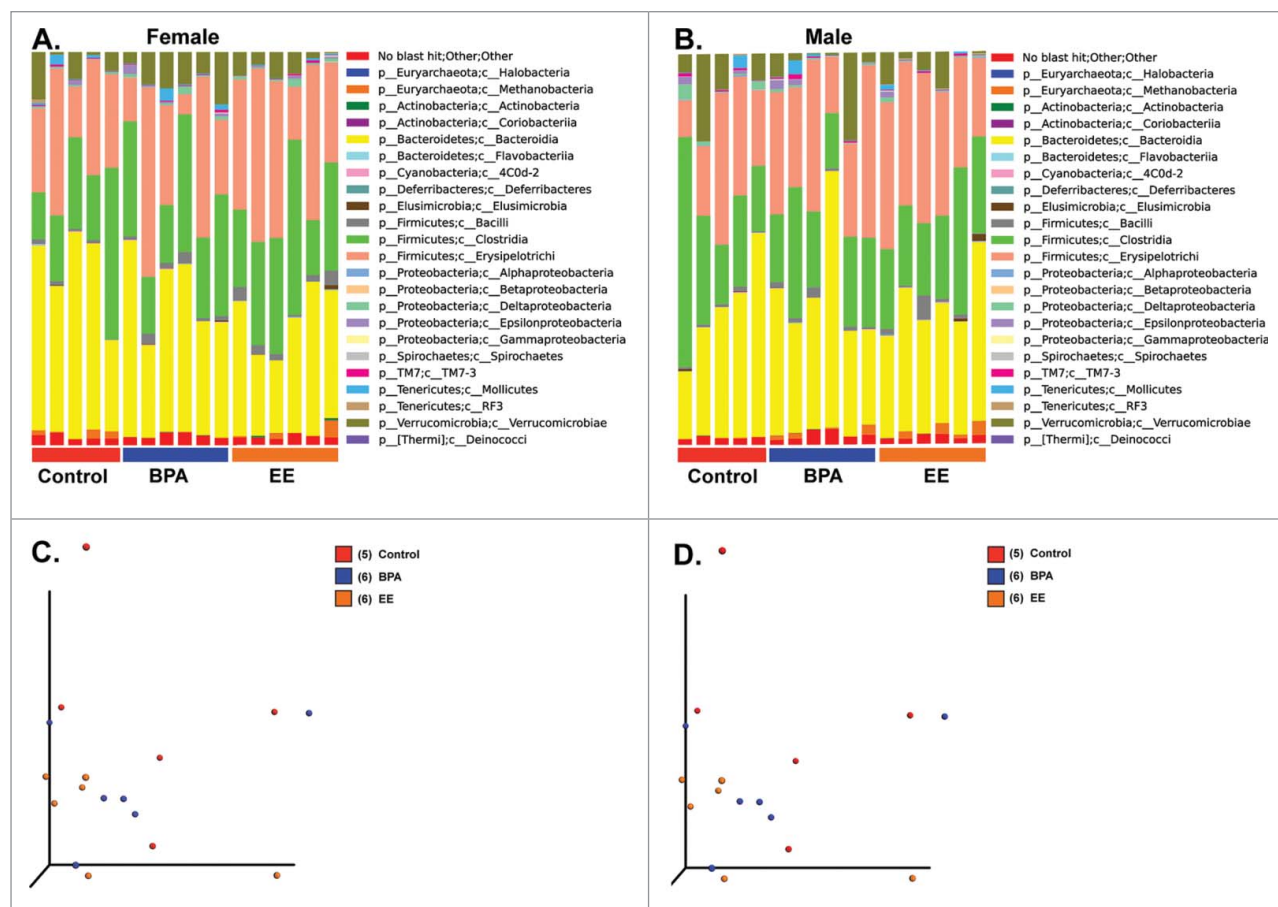 A.
Female
No blast hit;Other;Other
p__Euryarchaeota;c__Halobacteria
p__Euryarchaeota;c__Methanobacteria
p__Actinobacteria;c__Actinobacteria
p__Actinobacteria;c__Coriobacteriia
p__Bacteroidetes;c__Bacteroidia
p__Bacteroidetes;c__Flavobacteriia
p__Cyanobacteria;c__4C0d-2
p__Deferribacteres;c__Deferribacteres
p__Elusimicrobia;c__Elusimicrobia
p__Firmicutes;c__Bacilli
p__Firmicutes;c__Clostridia
p__Firmicutes;c__Erysipelotrichi
p__Proteobacteria;c__Alphaproteobacteria
p__Proteobacteria;c__Betaproteobacteria
p__Proteobacteria;c__Deltaproteobacteria
p__Proteobacteria;c__Epsilonproteobacteria
p__Proteobacteria;c__Gammaproteobacteria
p__Spirochaetes;c__Spirochaetes
p__TM7;c__TM7-3
p__Tenericutes;c__Mollicutes
p__Tenericutes;c__RF3
p__Verrucomicrobia;c__Verrucomicrobiae
p__[Thermi];c__Deinococci
Control BPA EE
B.
Male
No blast hit;Other;Other
p__Euryarchaeota;c__Halobacteria
p__Euryarchaeota;c__Methanobacteria
p__Actinobacteria;c__Actinobacteria
p__Actinobacteria;c__Coriobacteriia
p__Bacteroidetes;c__Bacteroidia
p__Bacteroidetes;c__Flavobacteriia
p__Cyanobacteria;c__4C0d-2
p__Deferribacteres;c__Deferribacteres
p__Elusimicrobia;c__Elusimicrobia
p__Firmicutes;c__Bacilli
p__Firmicutes;c__Clostridia
p__Firmicutes;c__Erysipelotrichi
p__Proteobacteria;c__Alphaproteobacteria
p__Proteobacteria;c__Betaproteobacteria
p__Proteobacteria;c__Deltaproteobacteria
p__Proteobacteria;c__Epsilonproteobacteria
p__Proteobacteria;c__Gammaproteobacteria
p__Spirochaetes;c__Spirochaetes
p__TM7;c__TM7-3
p__Tenericutes;c__Mollicutes
p__Tenericutes;c__RF3
p__Verrucomicrobia;c__Verrucomicrobiae
p__[Thermi];c__Deinococci
Control BPA EE
C.
(5) Control
(6) BPA
(6) EE
D.
(5) Control
(6) BPA
(6) EE